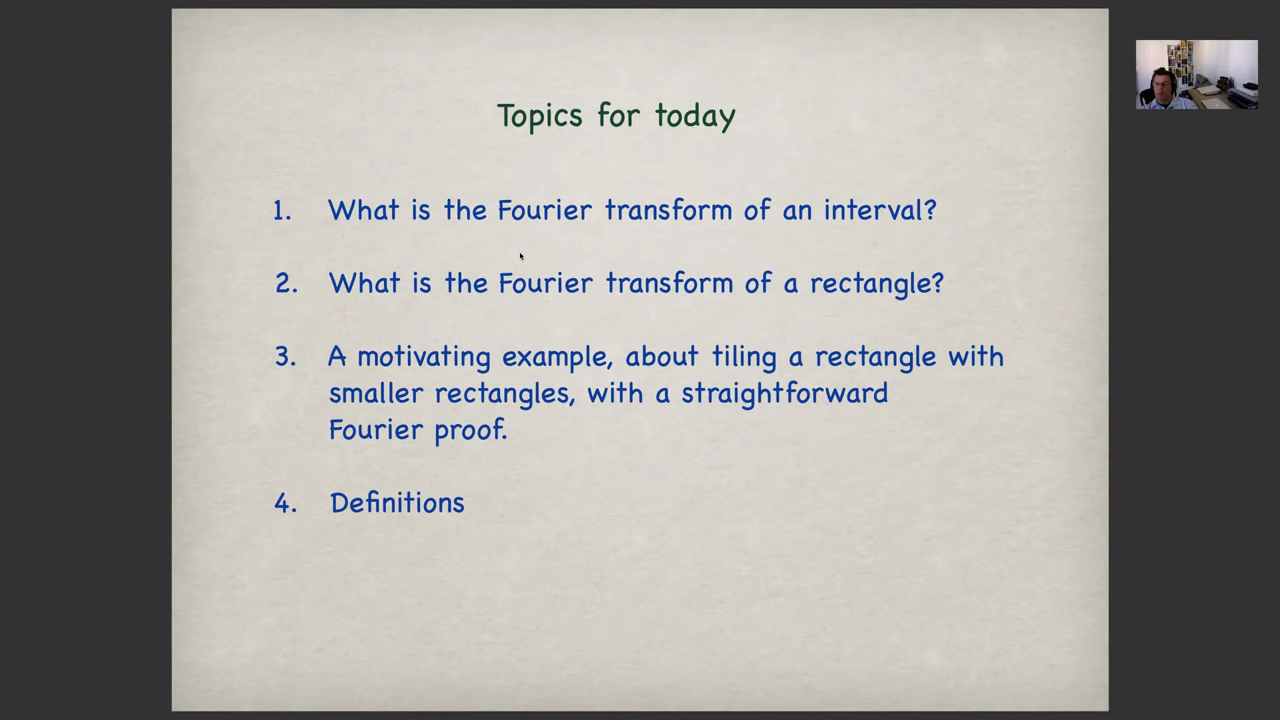 Topics for today
1. What is the Fourier transform of an interval?
2. What is the Fourier transform of a rectangle?
3. A motivating example, about tiling a rectangle with
smaller rectangles, with a straightforward
Fourier proof.
4. Definitions